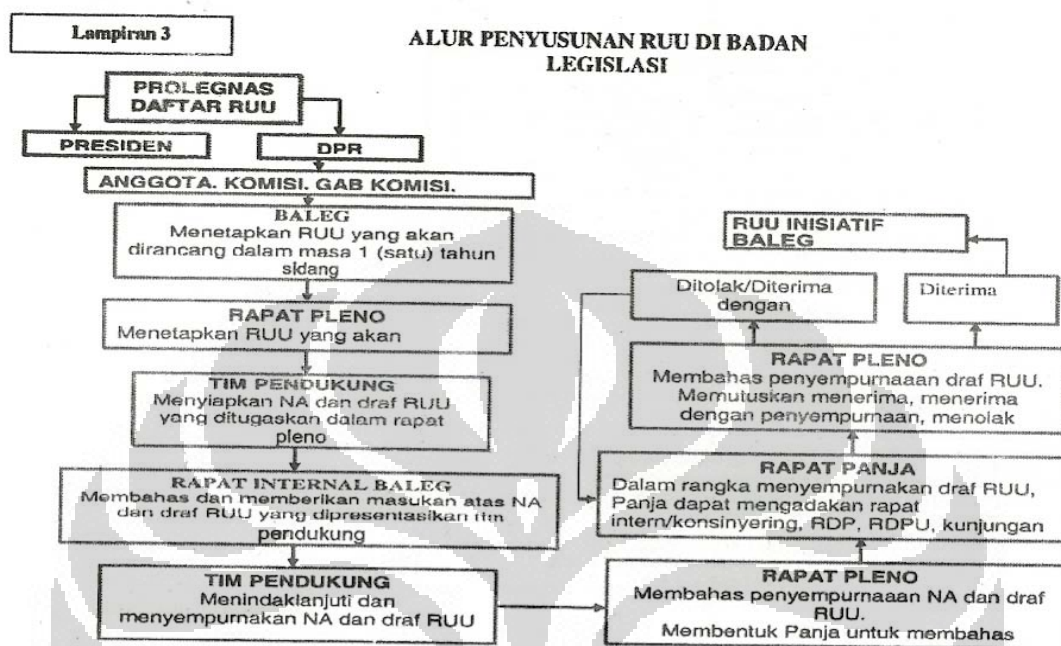 Lampiran 3
ALUR PENYUSUNAN RUU DI BADAN
LEGISLASI
PROLEGNAS
DAFTAR RUU
PRESIDEN
DPR
ANGGOTA. KOMISI. GAB KOMISI.
BALEG
Menetapkan RUU yang akan
dirancang dalam masa 1 (satu) tahun
sidang
RAPAT PLENO
Menetapkan RUU yang akan
TIM PENDUKUNG
Menyiapkan NA dan draf RUU
yang ditugaskan dalam rapat
pleno
RAPAT INTERNAL BALEG
Membahas dan memberikan masukan atas NA
dan draf RUU yang dipresentasikan tim
pendukung
TIM PENDUKUNG
Menindaklanjuti dan
menyempurnakan NA dan draf RUU
RAPAT PLENO
Membahas penyempurnaaan NA dan draf
RUU.
Membentuk Panja untuk membahas
RAPAT PANJA
Dalam rangka menyempurnakan draf RUU,
Panja dapat mengadakan rapat
intern/konsinyering, RDP, RDPU, kunjungan
RAPAT PLENO
Membahas penyempurnaaan draf RUU.
Memutuskan menerima, menerima
dengan penyempurnaan, menolak
Ditolak/Diterima
dengan
Diterima
RUU INISIATIF
BALEG